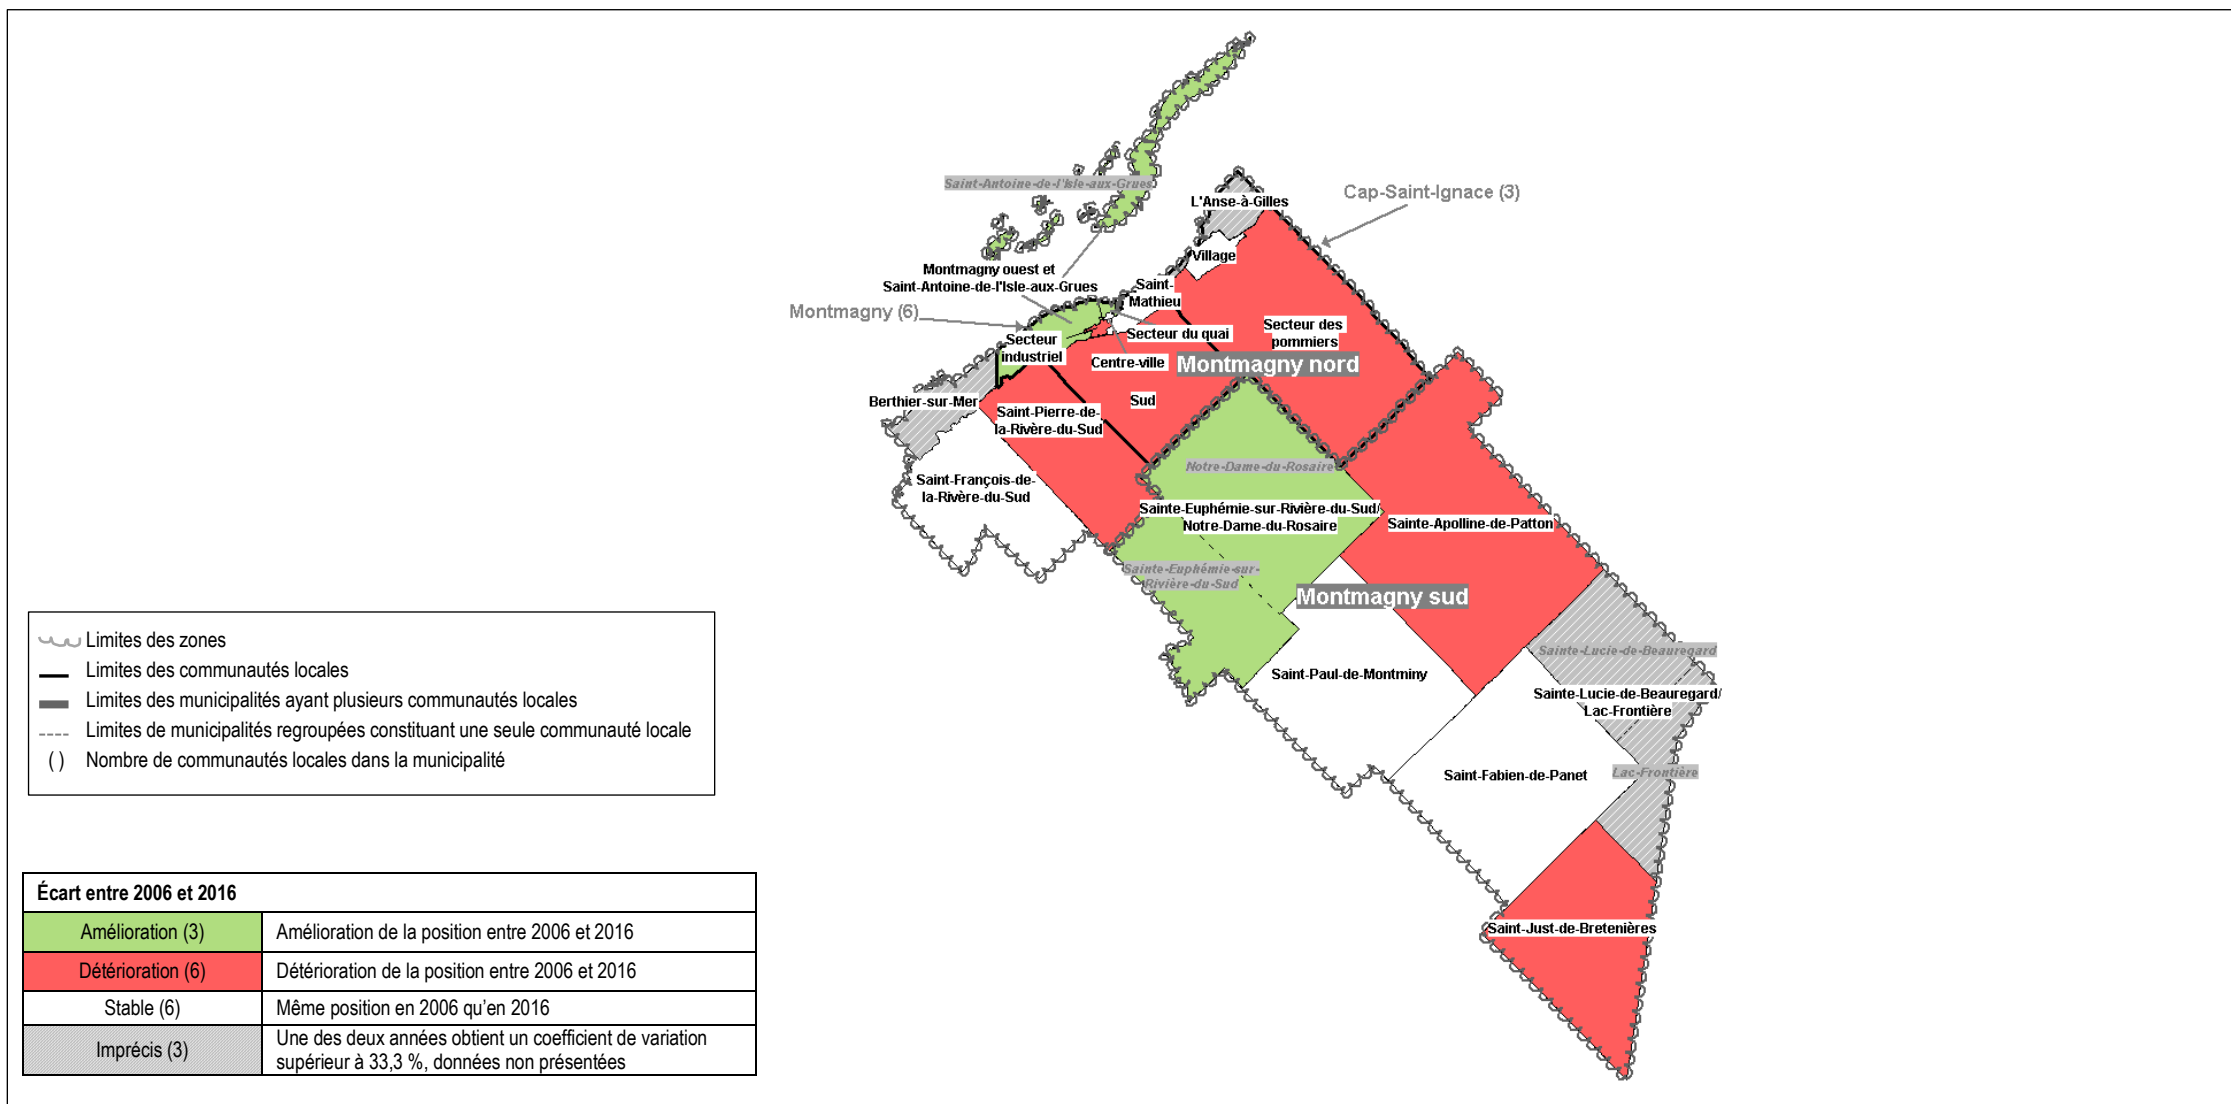 Saint-Antoine-de-l'Isle-aux-Grues
L'Anse-à-Gilles
Cap-Saint-Ignace (3)
Village
Montmagny ouest et
Saint-Antoine-de-l'Isle-aux-Grues
Saint-
Mathieu
Montmagny (6)
Secteur du quai
Secteur des
pommiers
Secteur
industriel
Centre-ville
Montmagny nord
Berthier-sur-Mer
Sud
Saint-Pierre-de-
la-Rivère-du-Sud
Notre-Dame-du-Rosaire
Saint-François-de-
la-Rivère-du-Sud
Sainte-Euphémie-sur-Rivière-du-Sud/
Notre-Dame-du-Rosaire
Sainte-Apolline-de-Patton
Sainte-Euphémie-sur-
Rivière-du-Sud
Montmagny sud
Sainte-Lucie-de-Beauregard
Saint-Paul-de-Montminy
Sainte-Lucie-de-Beauregard/
Lac-Frontière
Saint-Fabien-de-Panet
Lac-Frontière
Saint-Just-de-Bretenières
Limites des zones
Limites des communautés locales
Limites des municipalités ayant plusieurs communautés locales
Limites de municipalités regroupées constituant une seule communauté locale
( ) Nombre de communautés locales dans la municipalité
Écart entre 2006 et 2016
Amélioration (3) Amélioration de la position entre 2006 et 2016
Détérioration (6) Détérioration de la position entre 2006 et 2016
Stable (6) Même position en 2006 qu'en 2016
Imprécis (3) Une des deux années obtient un coefficient de variation
supérieur à 33,3 %, données non présentées